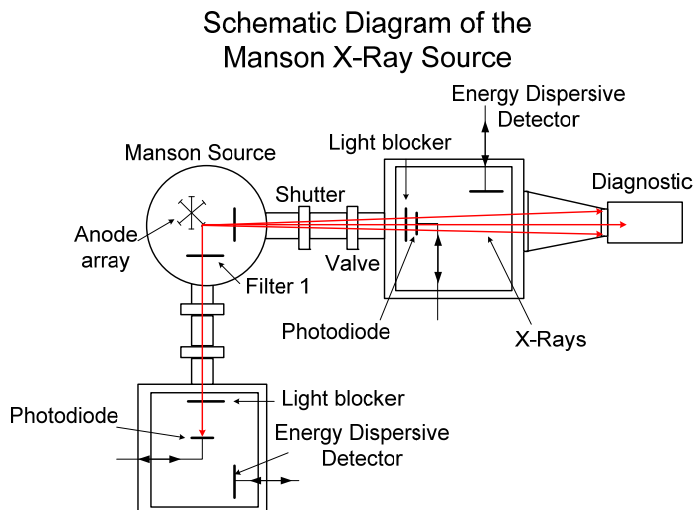 Schematic Diagram of the
Manson X-Ray Source
Energy Dispersive
Detector
Light blocker
Manson Source
Diagnostic
Shutter
Anode
array
Valve
Filter 1
Photodiode
X-Rays
Light blocker
Photodiode
Energy Dispersive
Detector